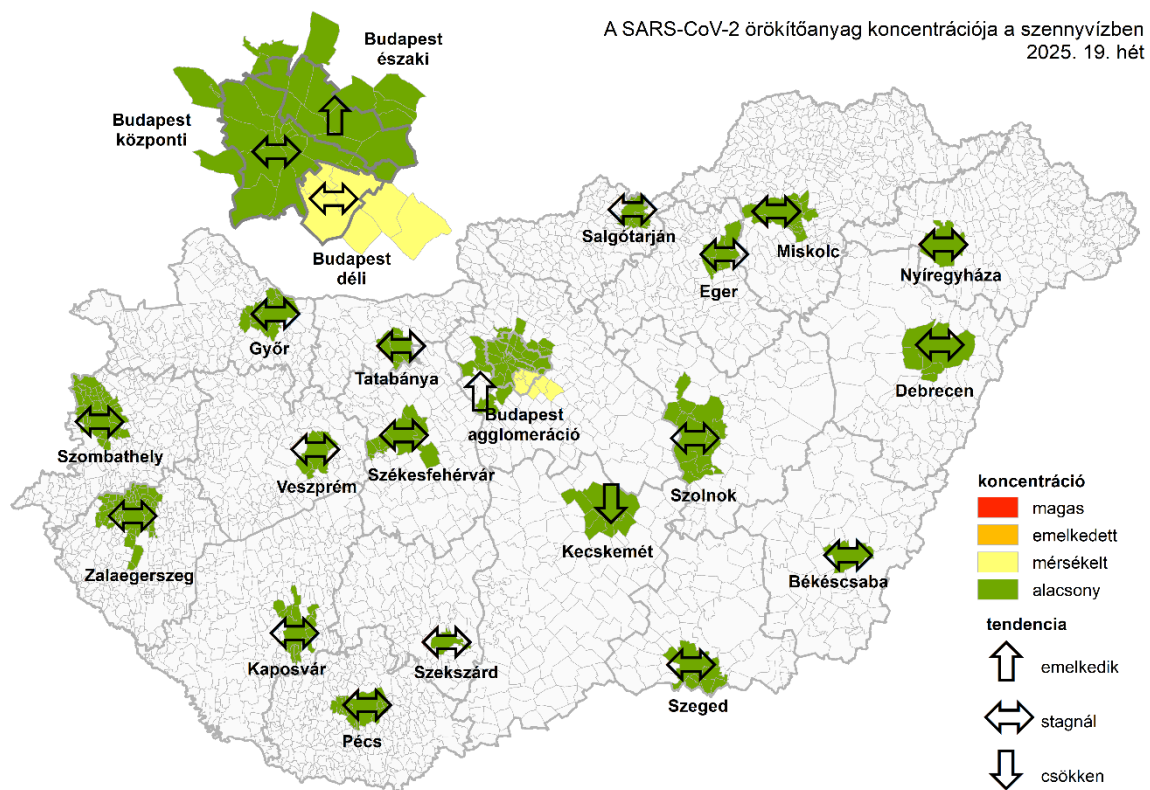 A SARS-CoV-2 örökítőanyag koncentrációja a szennyvízben
2025. 19. hét
Budapest
északi
Budapest
központi
Budapest
déli
Salgótarján
Miskolc
Eger
Nyíregyháza
Győr
Tatabánya
Budapest
agglomeráció
Debrecen
Szombathely
Veszprém
Székesfehérvár
Szolnok
Zalaegerszeg
Kecskemét
Békéscsaba
Kaposvár
Szekszárd
Szeged
Pécs
koncentráció
magas
emelkedett
mérsékelt
alacsony
tendencia
emelkedik
stagnál
csökken